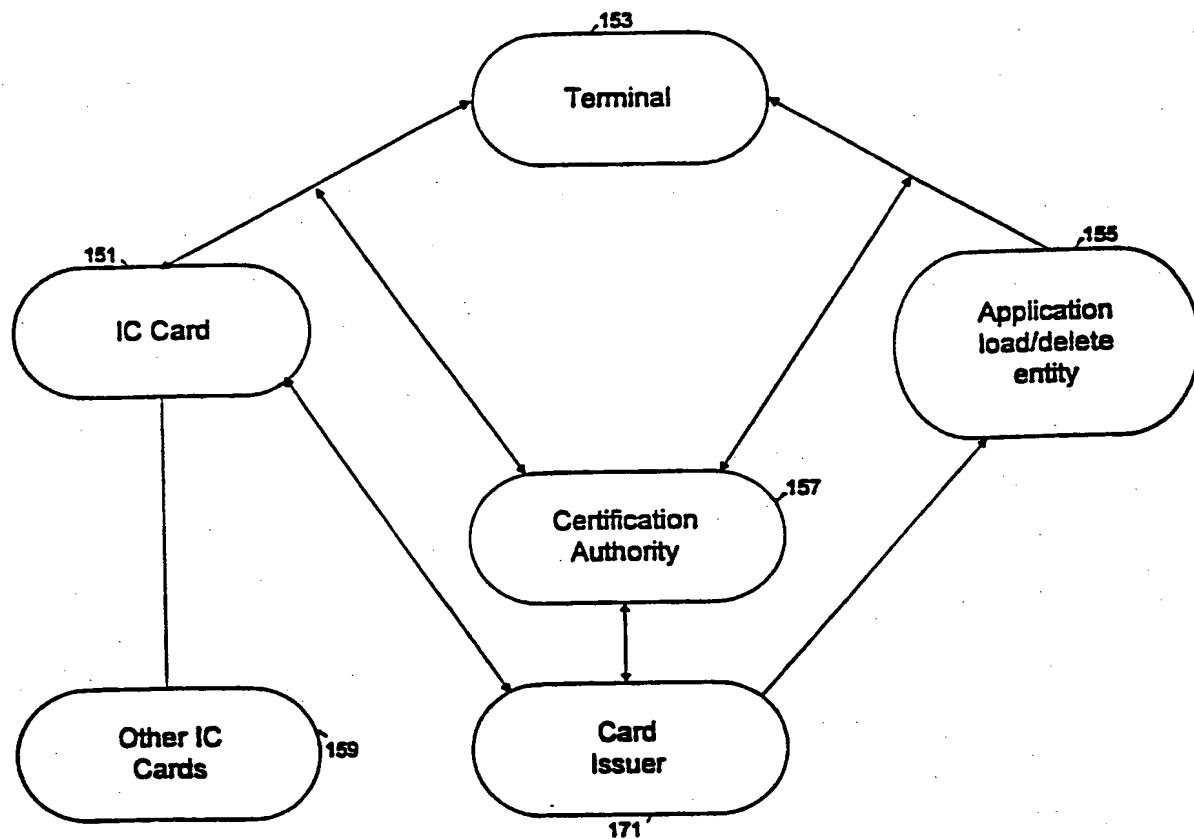 153
Terminal
151
IC Card
155
Application
load/delete
entity
157
Certification
Authority
Other IC
Cards
159
Card
Issuer
171